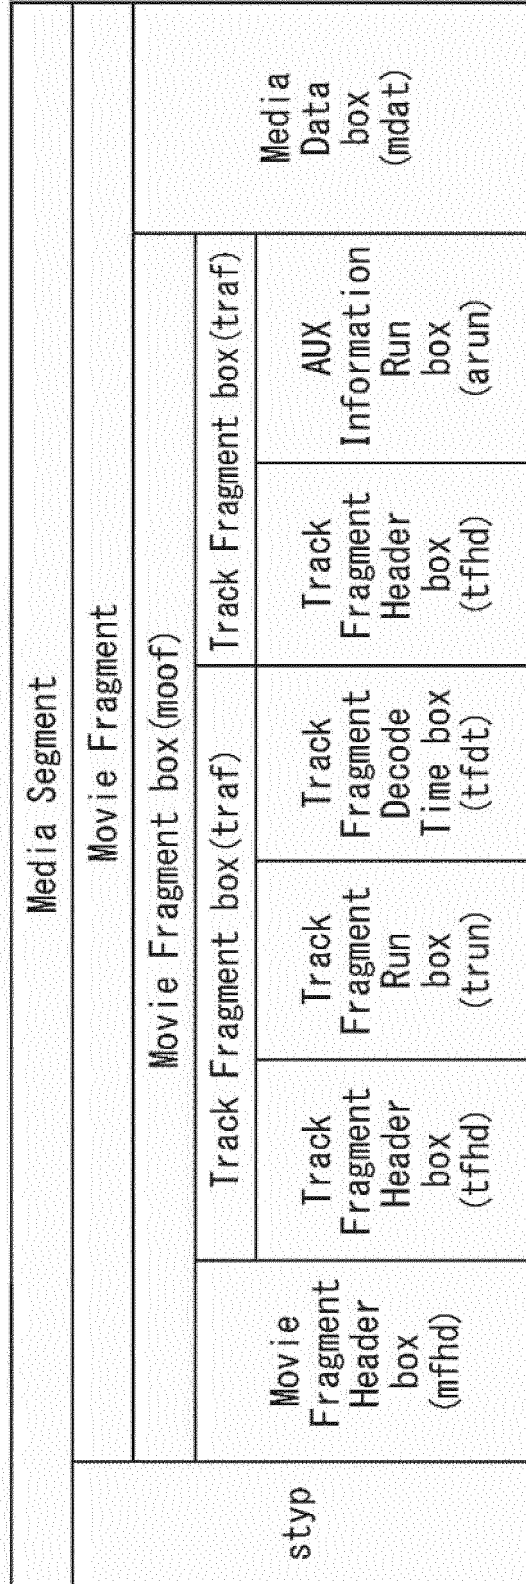 Media Segment
styp
Movie Fragment
Movie Fragment box(moof)
Movie
Fragment
Header
box
(mfhd)
Track Fragment box(traf)
Track
Fragment
Header
box
(tfhd)
Track
Fragment
Run
box
(trun)
Track
Fragment
Decode
Time box
(tfdt)
Track Fragment box(traf)
Track
Fragment
Header
box
(tfhd)
AUX
Information
Run
box
(arun)
Media
Data
box
(mdat)